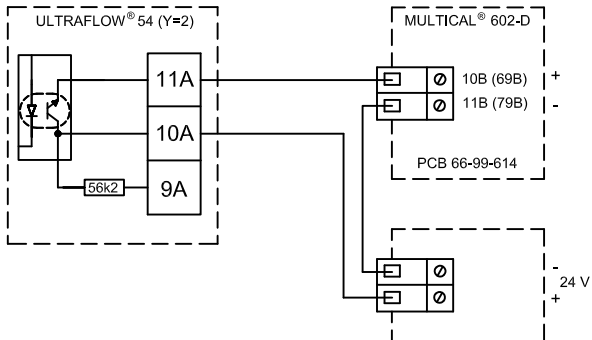 ULTRAFLOW® 54 (Y=2)
11A
10A
9A
56k2
MULTICAL® 602-D
10B (69B) +
11B (79B) -
PCB 66-99-614
-
24 V
+